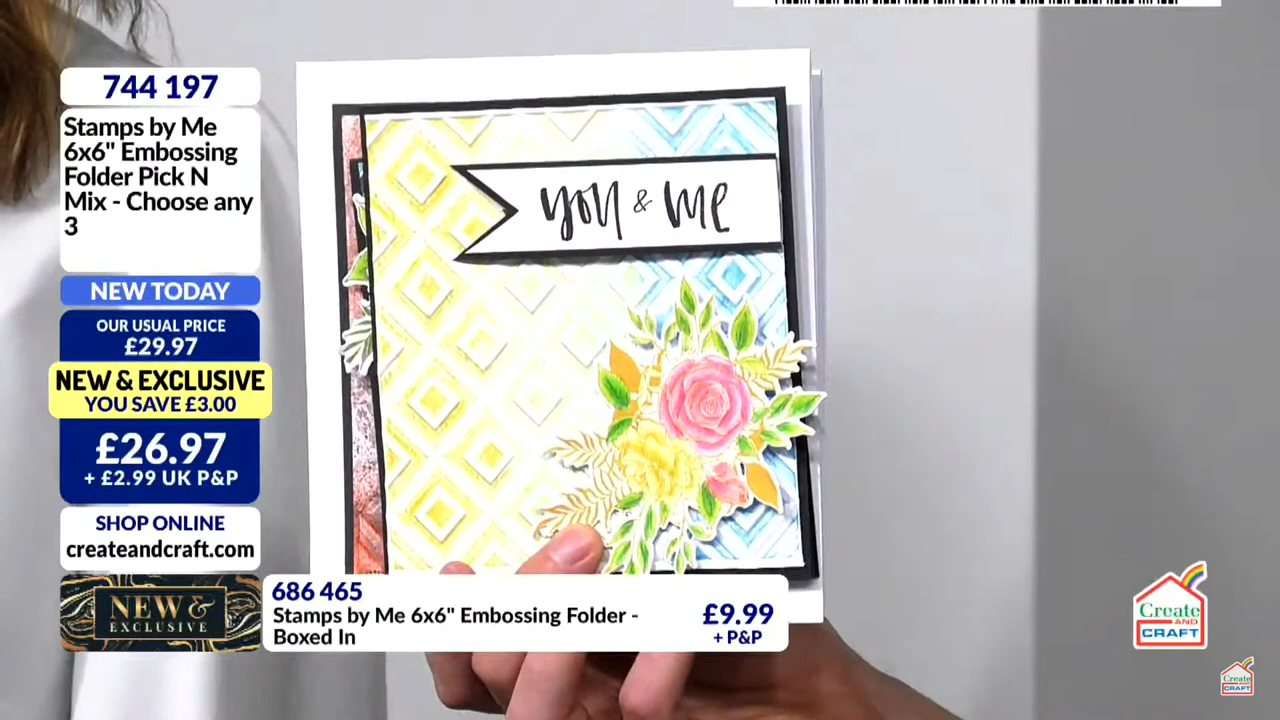 744 197
Stamps by Me
6x6" Embossing
Folder Pick N
Mix - Choose any
3
NEW TODAY
OUR USUAL PRICE
£29.97
NEW & EXCLUSIVE
YOU SAVE £3.00
£26.97
+ £2.99 UK P&P
SHOP ONLINE
createandcraft.com
NEW &
EXCLUSIVE
you & me
686 465
Stamps by Me 6x6" Embossing Folder -
Boxed In
£9.99
+ P&P
Create
AND
CRAFT
Create
AND
CRAFT